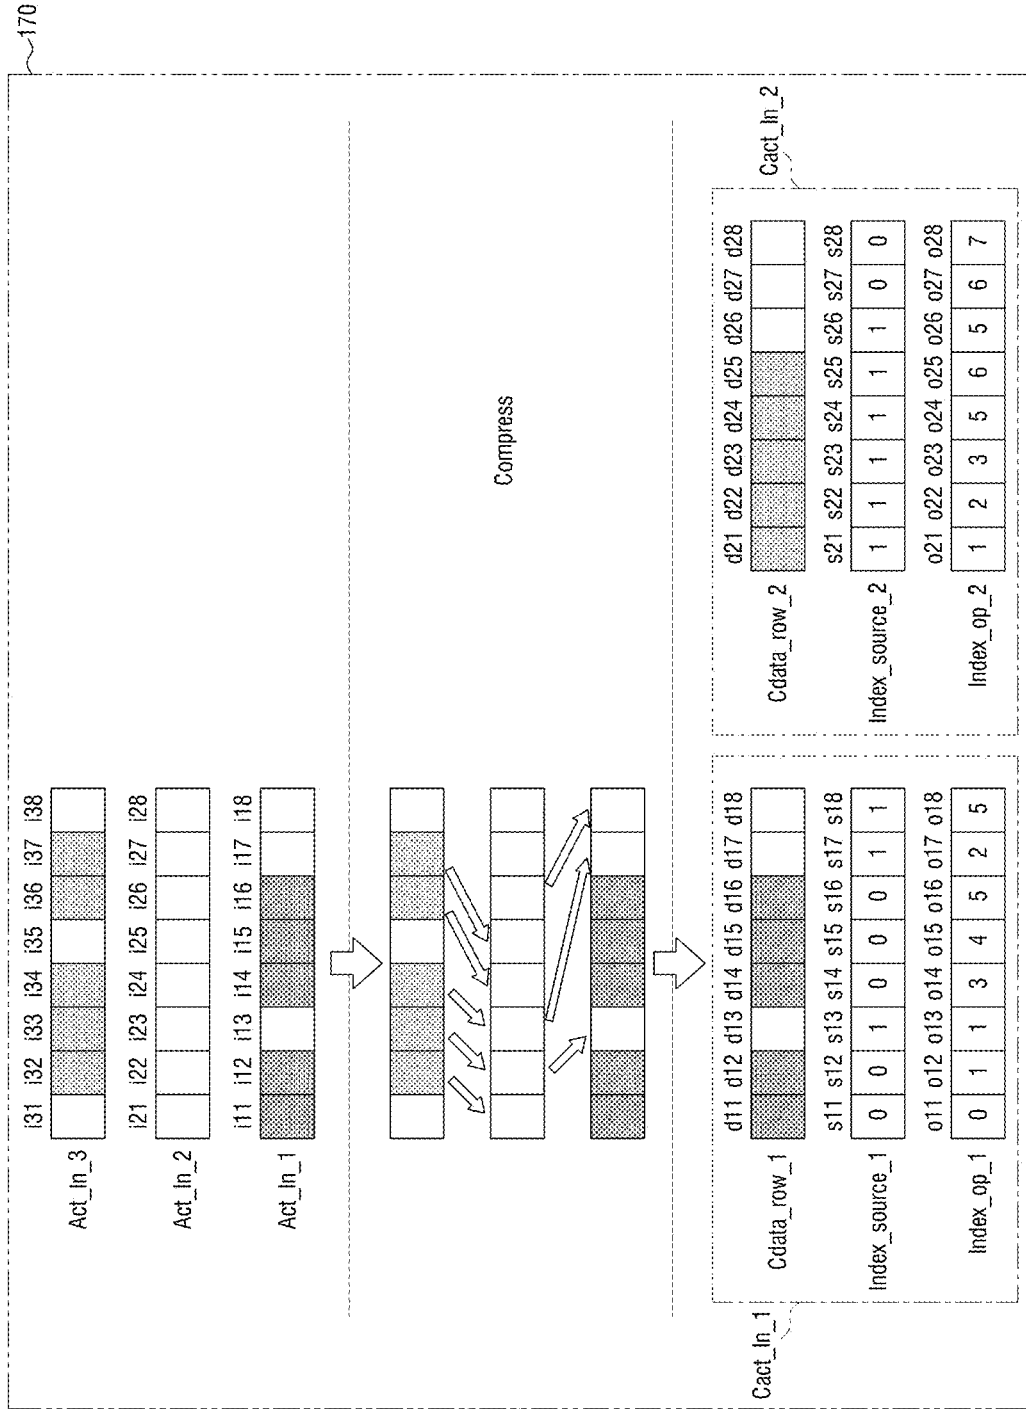 170
i31 i32 i33 i34 i35 i36 i37 i38
Act_In_3
i21 i22 i23 i24 i25 i26 i27 i28
Act_In_2
i11 i12 i13 i14 i15 i16 i17 i18
Act_In_1
Compress
Cact_In_1
d11 d12 d13 d14 d15 d16 d17 d18
Cdata_row_1
s11 s12 s13 s14 s15 s16 s17 s18
Index_source_1 0 0 1 0 0 0 1 1
o11 o12 o13 o14 o15 o16 o17 o18
Index_op_1 0 1 1 3 4 5 2 5
Cact_In_2
d21 d22 d23 d24 d25 d26 d27 d28
Cdata_row_2
s21 s22 s23 s24 s25 s26 s27 s28
Index_source_2 1 1 1 1 1 1 0 0
o21 o22 o23 o24 o25 o26 o27 o28
Index_op_2 1 2 3 5 6 5 6 7